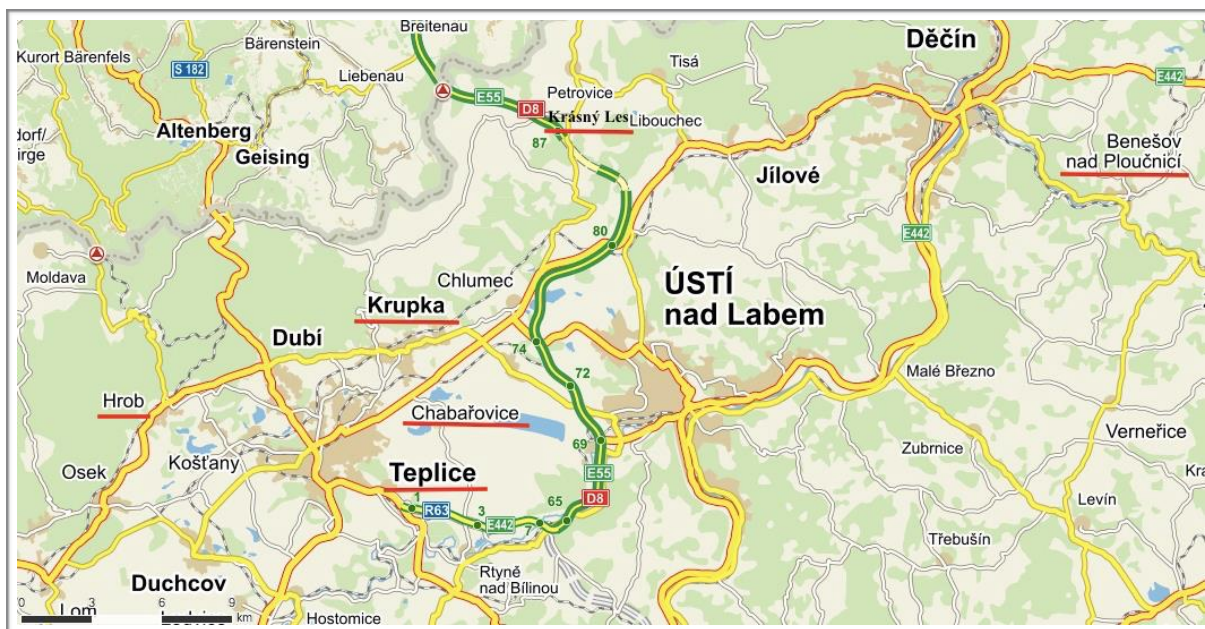 Breitenau
Děčín
Bärenstein
Kurort Bärenfels
S 182
Liebenau
Tisá
E442
E55
Petrovice
D8
Krásný Les
Libouchec
Altenberg
87
Geising
Benešov
nad Ploučnicí
Jílové
80
E442
Moldava
Chlumec
ÚSTÍ
nad Labem
Krupka
Dubí
74
72
Malé Březno
Hrob
Chabařovice
Verneřice
69
Zubrnice
Osek
Košťany
Teplice
E55
D8
Levín
1
R63
3
E442
7
65
Třebušín
Rtyně
nad Bílinou
Duchcov
0 3 6 9 km
Lom
Hostomice